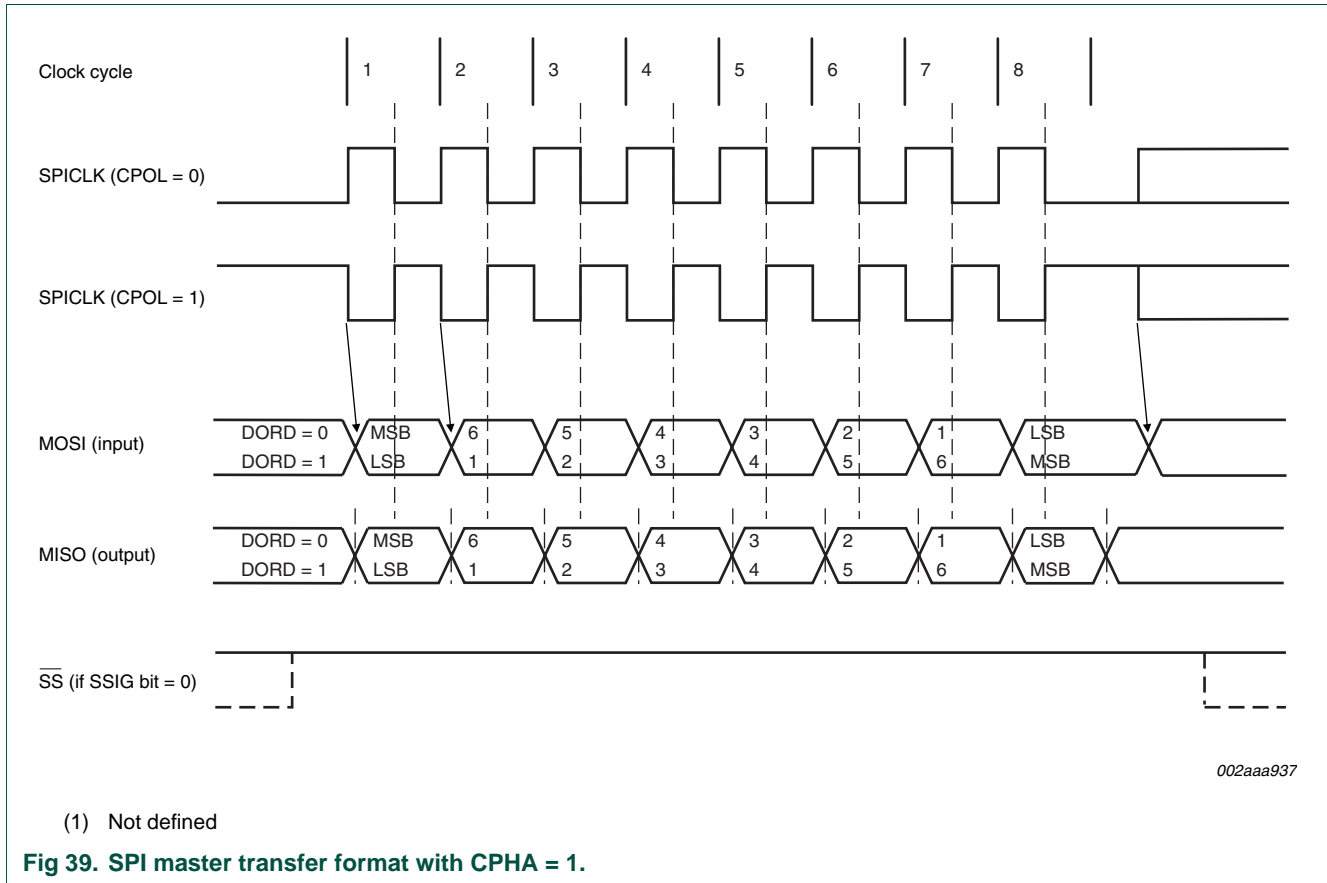 Clock cycle 1 2 3 4 5 6 7 8
SPICLK (CPOL = 0)
SPICLK (CPOL = 1)
DORD = 0 MSB 6 5 4 3 2 1 LSB
MOSI (input)
DORD = 1 LSB 1 2 3 4 5 6 MSB
DORD = 0 MSB 6 5 4 3 2 1 LSB
MISO (output)
DORD = 1 LSB 1 2 3 4 5 6 MSB
S̅S̅ (if SSIG bit = 0)
002aaa937
(1) Not defined
Fig 39. SPI master transfer format with CPHA = 1.